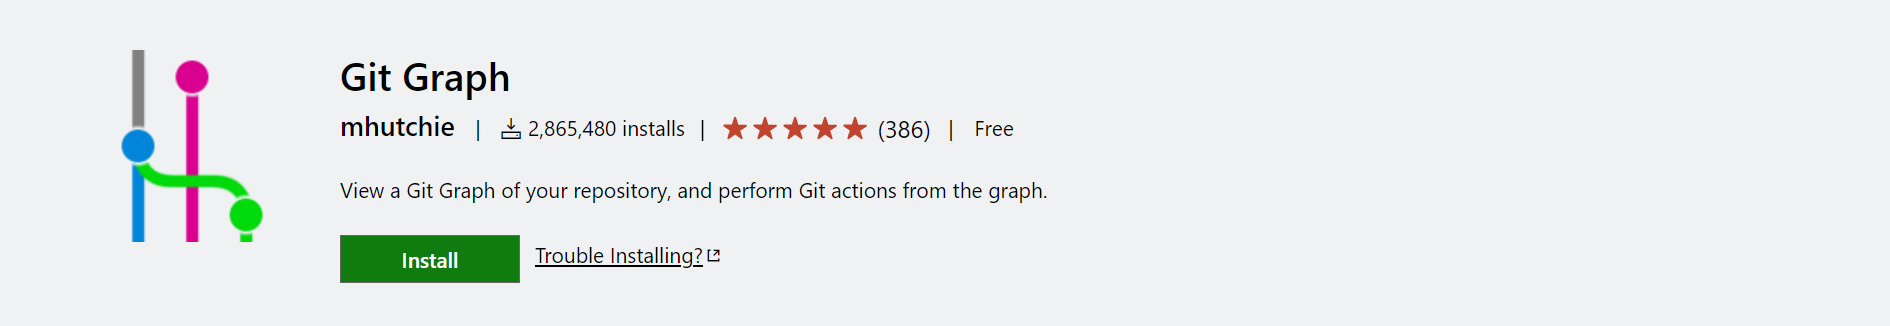 Git Graph
mhutchie | 2,865,480 installs | (386) | Free
View a Git Graph of your repository, and perform Git actions from the graph.
Install Trouble Installing?